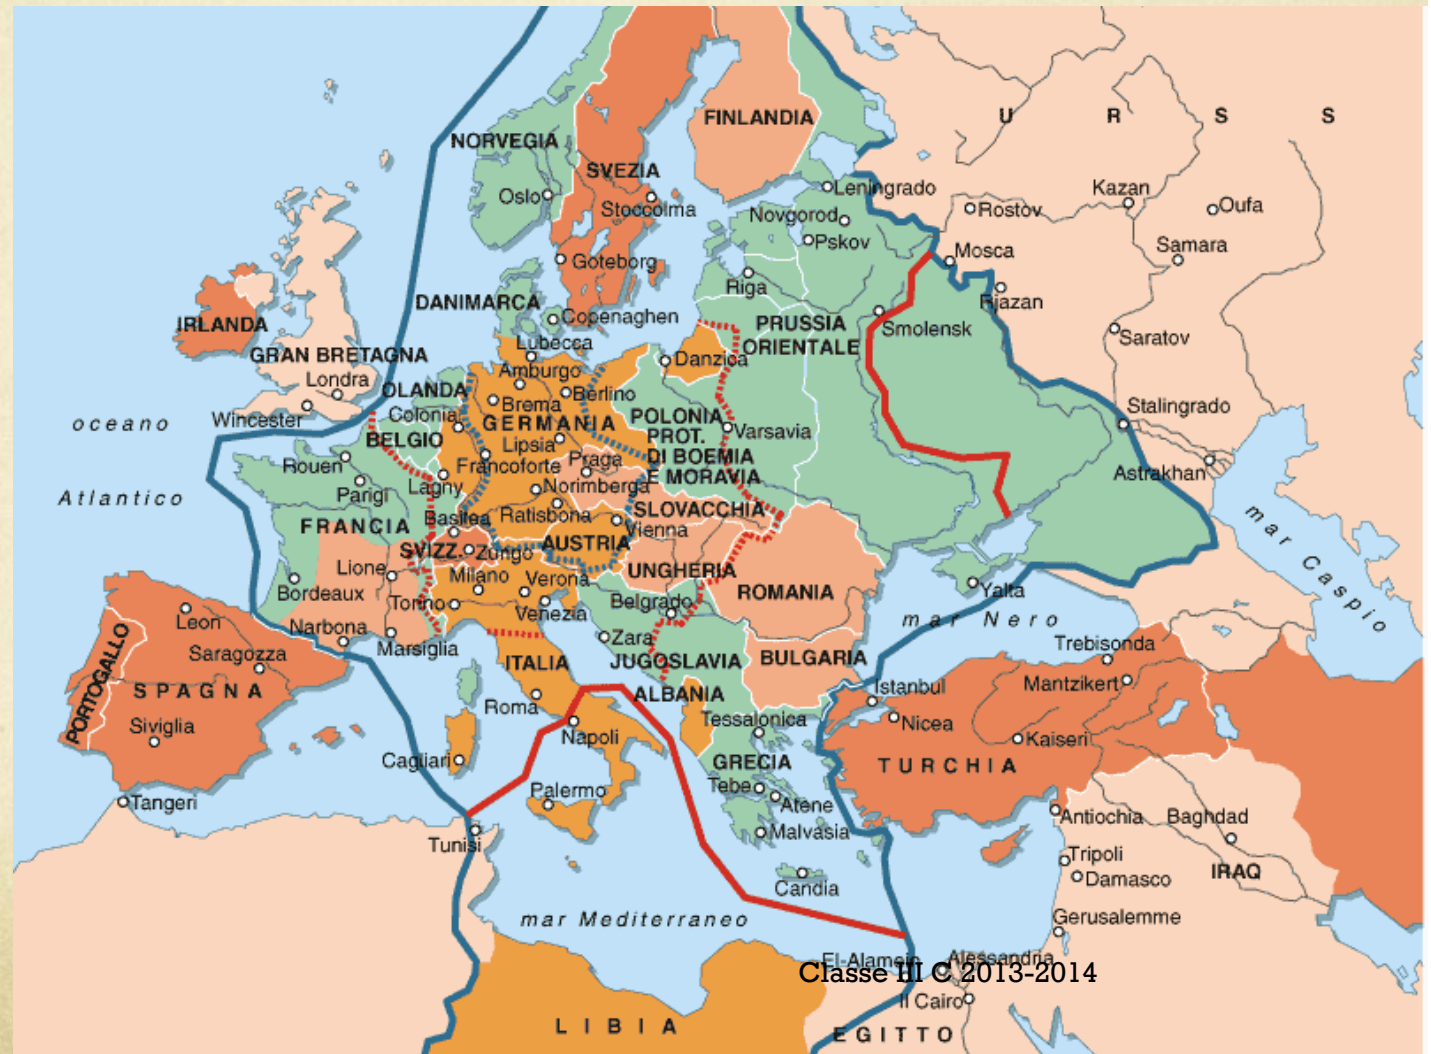 FINLANDIA
U R S S
NORVEGIA
SVEZIA
Oslo
Stoccolma
Leningrado
Kazan
Rostov
Oufa
Novgorod
Pskov
Mosca
Samara
Goteborg
Riga
Rjazan
DANIMARCA
Copenaghen
IRLANDA
PRUSSIA
ORIENTALE
Smolensk
Saratov
Lubecca
GRAN BRETAGNA
Danzica
Londra
Amburgo
OLANDA
Berlino
Brema
Winchester
Colonia
GERMANIA
POLONIA
Stalingrado
oceano
BELGIO
Lipsia
PROT.
Varsavia
Rouen
Francoforte
Praga
DI BOEMIA
Astrakhan
Parigi
Lagny
Norimberga
E MORAVIA
Atlantico
FRANCIA
Basilea
Ratisbona
SLOVACCHIA
Vienna
mar Caspio
SVIZZ.
Zurigo
AUSTRIA
Lione
Milano
Verona
UNGHERIA
ROMANIA
Bordeaux
Torino
Venezia
Belgrado
Yalta
mar Nero
Leon
Narbona
Zara
Trebisonda
PORTOGALLO
Saragozza
Marsiglia
ITALIA
JUGOSLAVIA
BULGARIA
SPAGNA
ALBANIA
Istanbul
Mantzikert
Roma
Siviglia
Tessalonica
Nicea
Napoli
Kaiseri
Cagliari
GRECIA
TURCHIA
Tebe
Palermo
Tangeri
Atene
Antiochia
Baghdad
Malvasia
Tunisi
Tripoli
IRAQ
Candia
Damasco
mar Mediterraneo
Gerusalemme
El-Alamein
Alessandria
Classe III C 2013-2014
Il Cairo
LIBIA
EGITTO